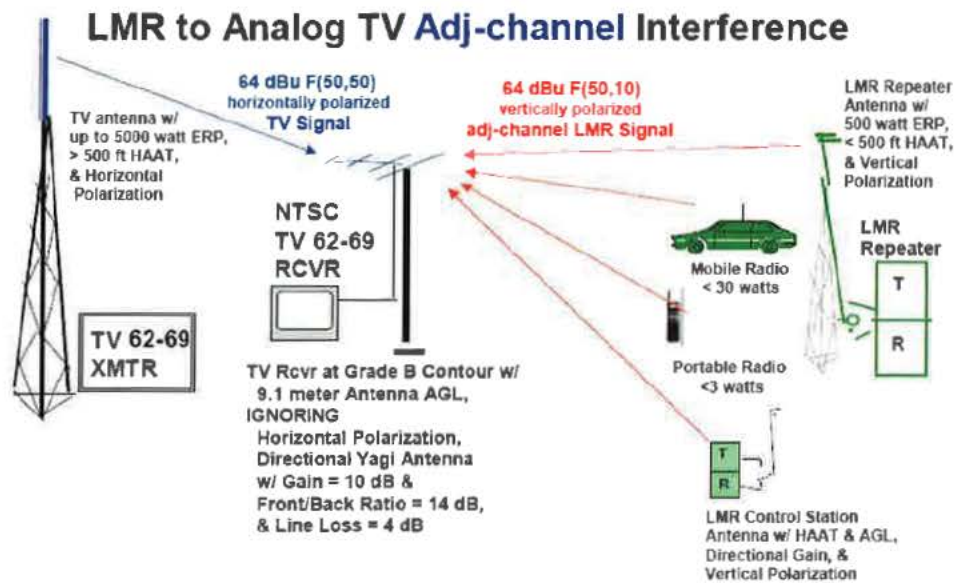 LMR to Analog TV Adj-channel Interference
64 dBu F(50,50)
horizontally polarized
TV Signal
64 dBu F(50,10)
vertically polarized
adj-channel LMR Signal
LMR Repeater
Antenna w/
500 watt ERP,
< 500 ft HAAT,
& Vertical
Polarization
TV antenna w/
up to 5000 watt ERP,
> 500 ft HAAT,
& Horizontal
Polarization
NTSC
TV 62-69
RCVR
LMR
Repeater
T
R
Mobile Radio
< 30 watts
TV 62-69
XMTR
Portable Radio
<3 watts
TV Rcvr at Grade B Contour w/
9.1 meter Antenna AGL,
IGNORING
Horizontal Polarization,
Directional Yagi Antenna
w/ Gain = 10 dB &
Front/Back Ratio = 14 dB,
& Line Loss = 4 dB
T
R
LMR Control Station
Antenna w/ HAAT & AGL,
Directional Gain, &
Vertical Polarization